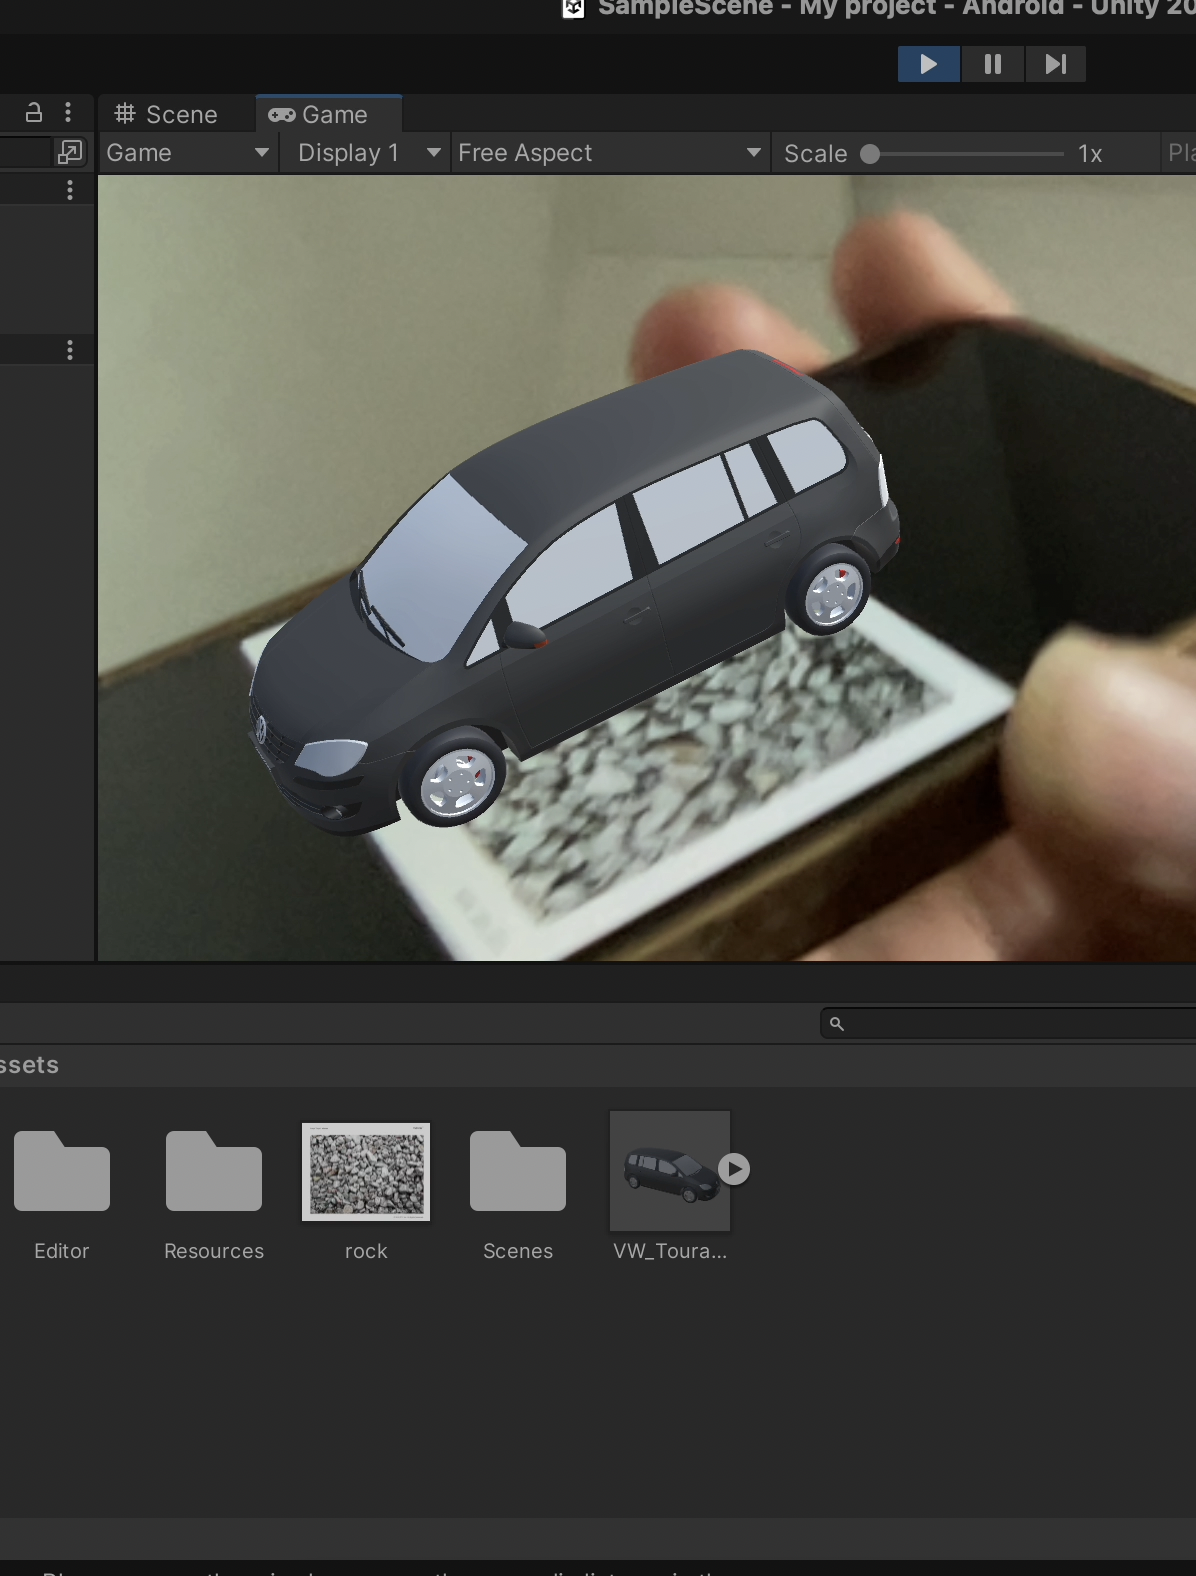 SampleScene - My project - Android - Unity 20
Scene
Game
Game
Display 1
Free Aspect
Scale
1x
Pla
ssets
Editor
Resources
rock
Scenes
VW_Toura...